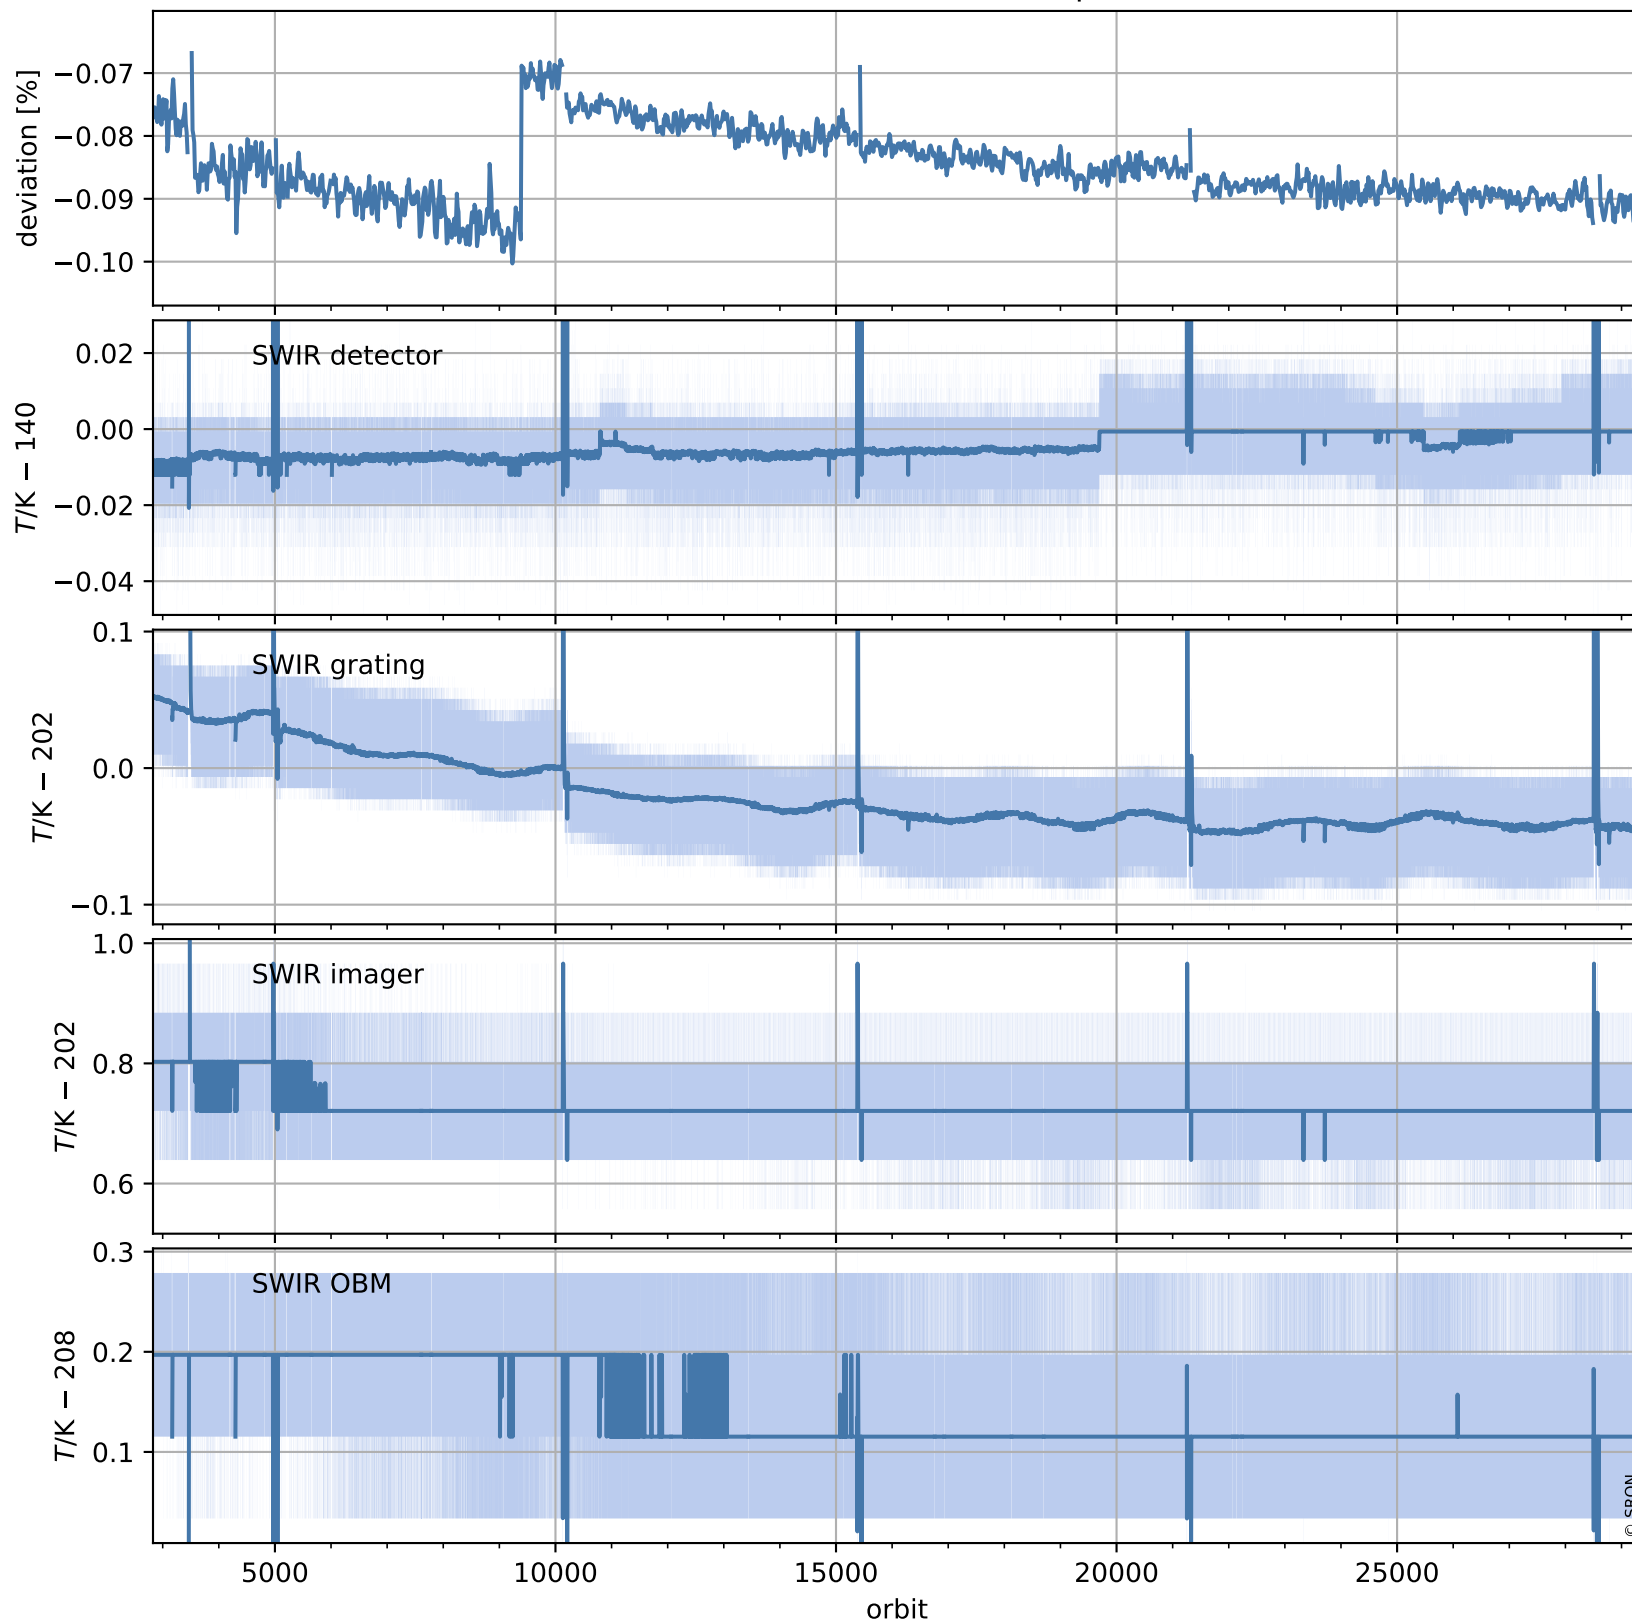 deviation [%]
−0.07
−0.08
−0.09
−0.10
SWIR detector
T/K − 140
0.02
0.00
−0.02
−0.04
SWIR grating
T/K − 202
0.1
0.0
−0.1
SWIR imager
T/K − 202
1.0
0.8
0.6
SWIR OBM
T/K − 208
0.3
0.2
0.1
© SRON
5000
10000
15000
20000
25000
orbit